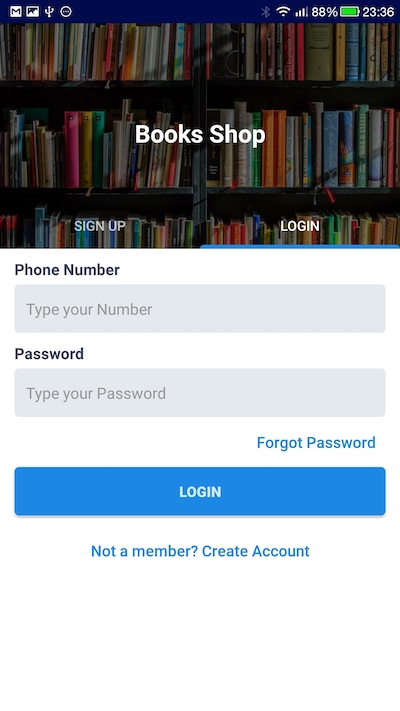 88% 23:36
Books Shop
SIGN UP LOGIN
Phone Number
Type your Number
Password
Type your Password
Forgot Password
LOGIN
Not a member? Create Account